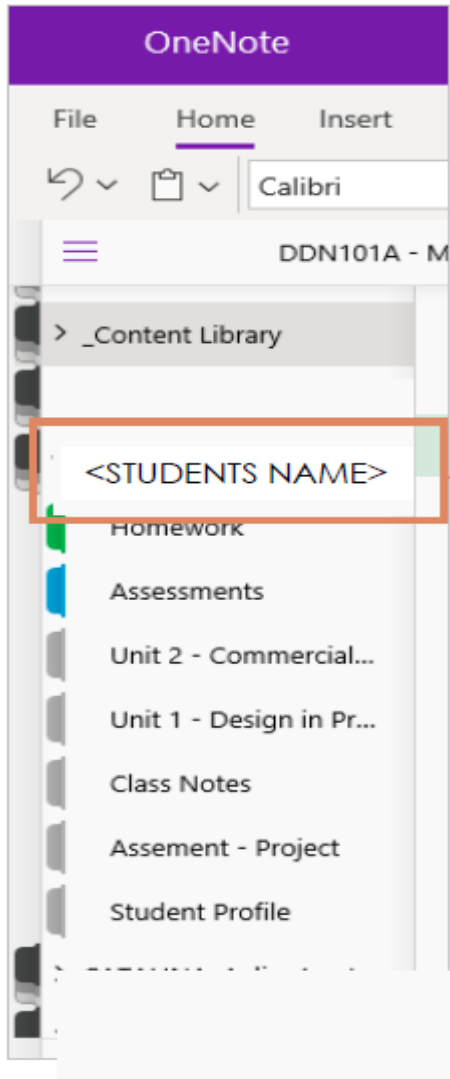 OneNote
File Home Insert
Calibri
DDN101A - M
_Content Library
<STUDENTS NAME>
Homework
Assessments
Unit 2 - Commercial...
Unit 1 - Design in Pr...
Class Notes
Assement - Project
Student Profile